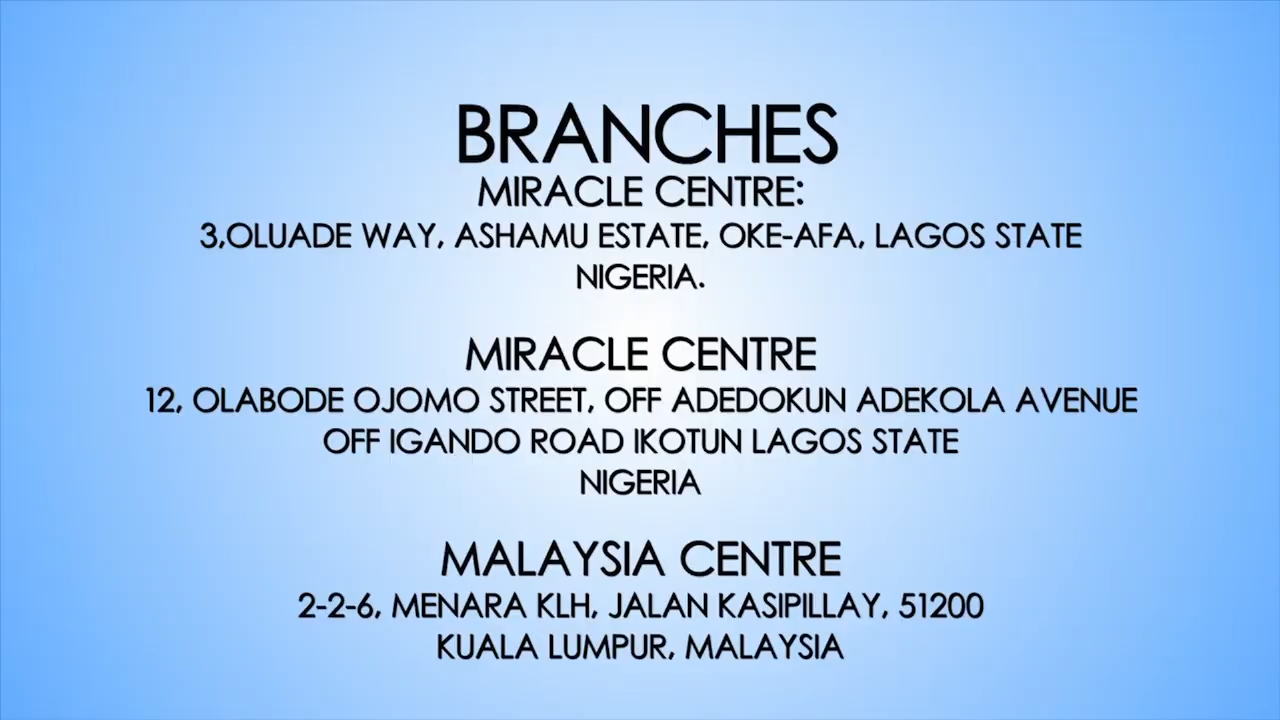 BRANCHES
MIRACLE CENTRE:
3,OLUADE WAY, ASHAMU ESTATE, OKE-AFA, LAGOS STATE
NIGERIA.
MIRACLE CENTRE
12, OLABODE OJOMO STREET, OFF ADEDOKUN ADEKOLA AVENUE
OFF IGANDO ROAD IKOTUN LAGOS STATE
NIGERIA
MALAYSIA CENTRE
2-2-6, MENARA KLH, JALAN KASIPILLAY, 51200
KUALA LUMPUR, MALAYSIA